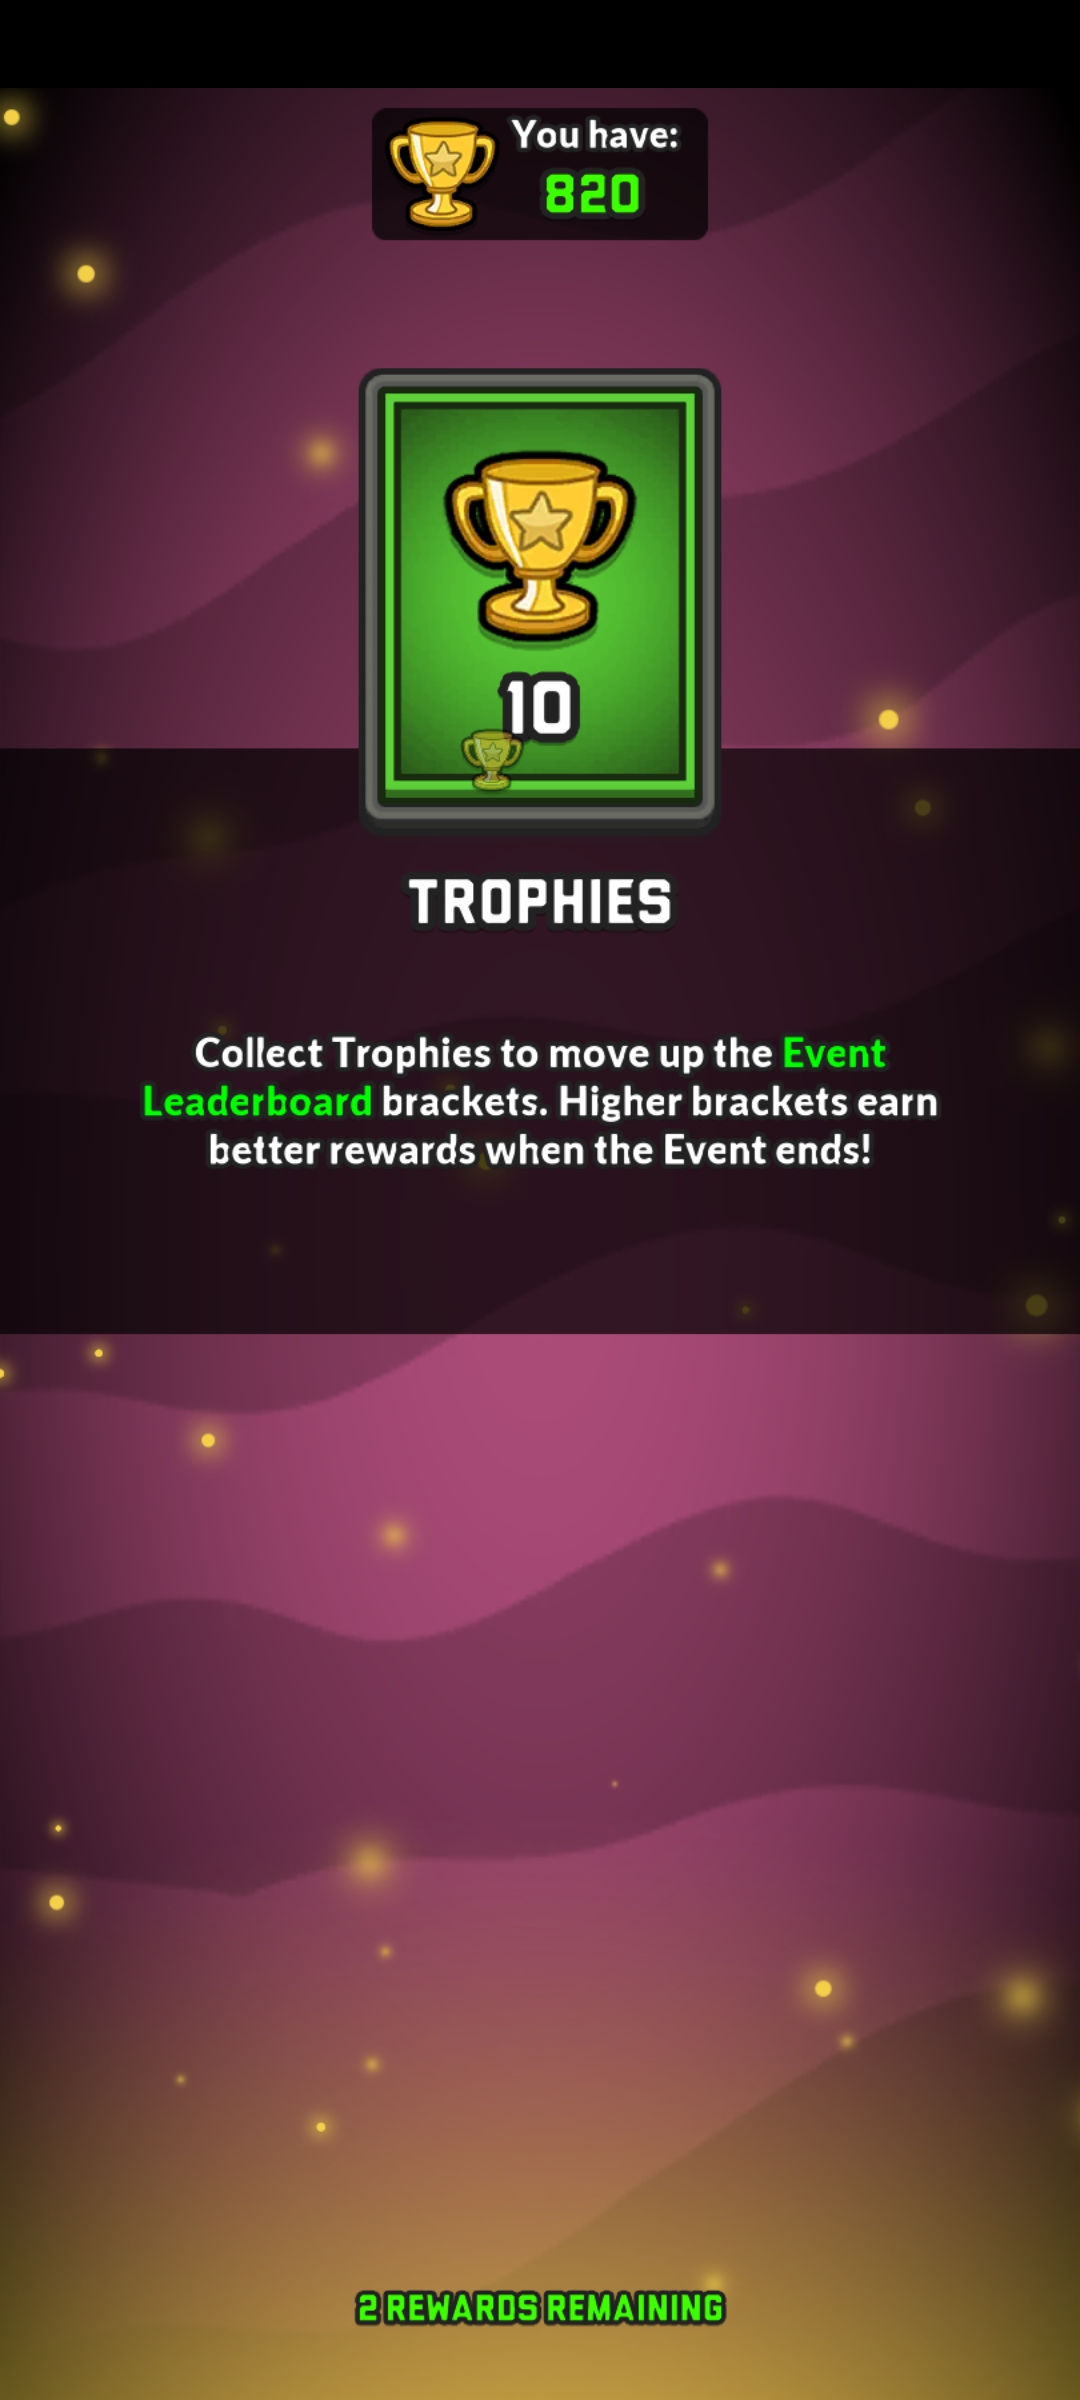 You have:
820
10
TROPHIES
Collect Trophies to move up the Event
Leaderboard brackets. Higher brackets earn
better rewards when the Event ends!
2 REWARDS REMAINING